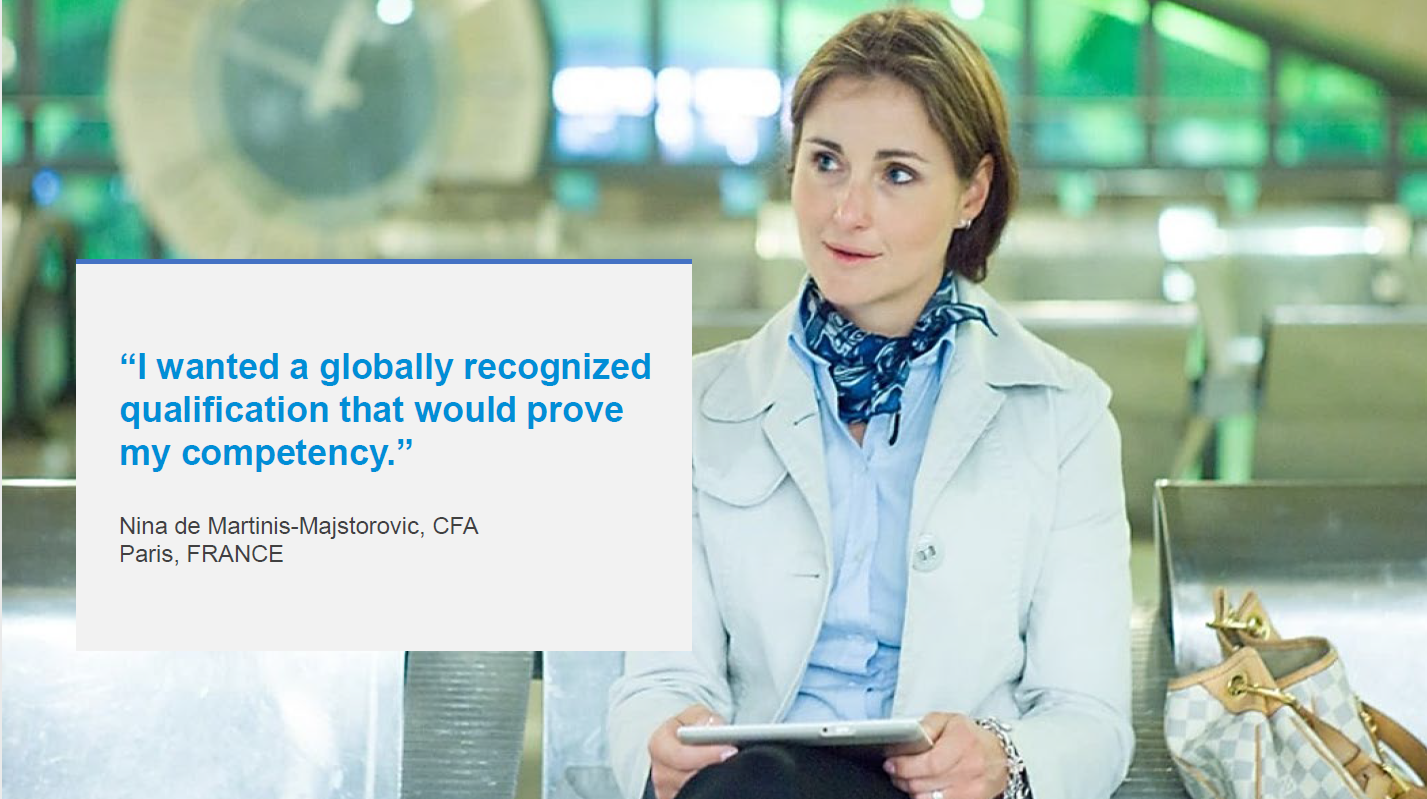 “I wanted a globally recognized
qualification that would prove
my competency.”
Nina de Martinis-Majstorovic, CFA
Paris, FRANCE